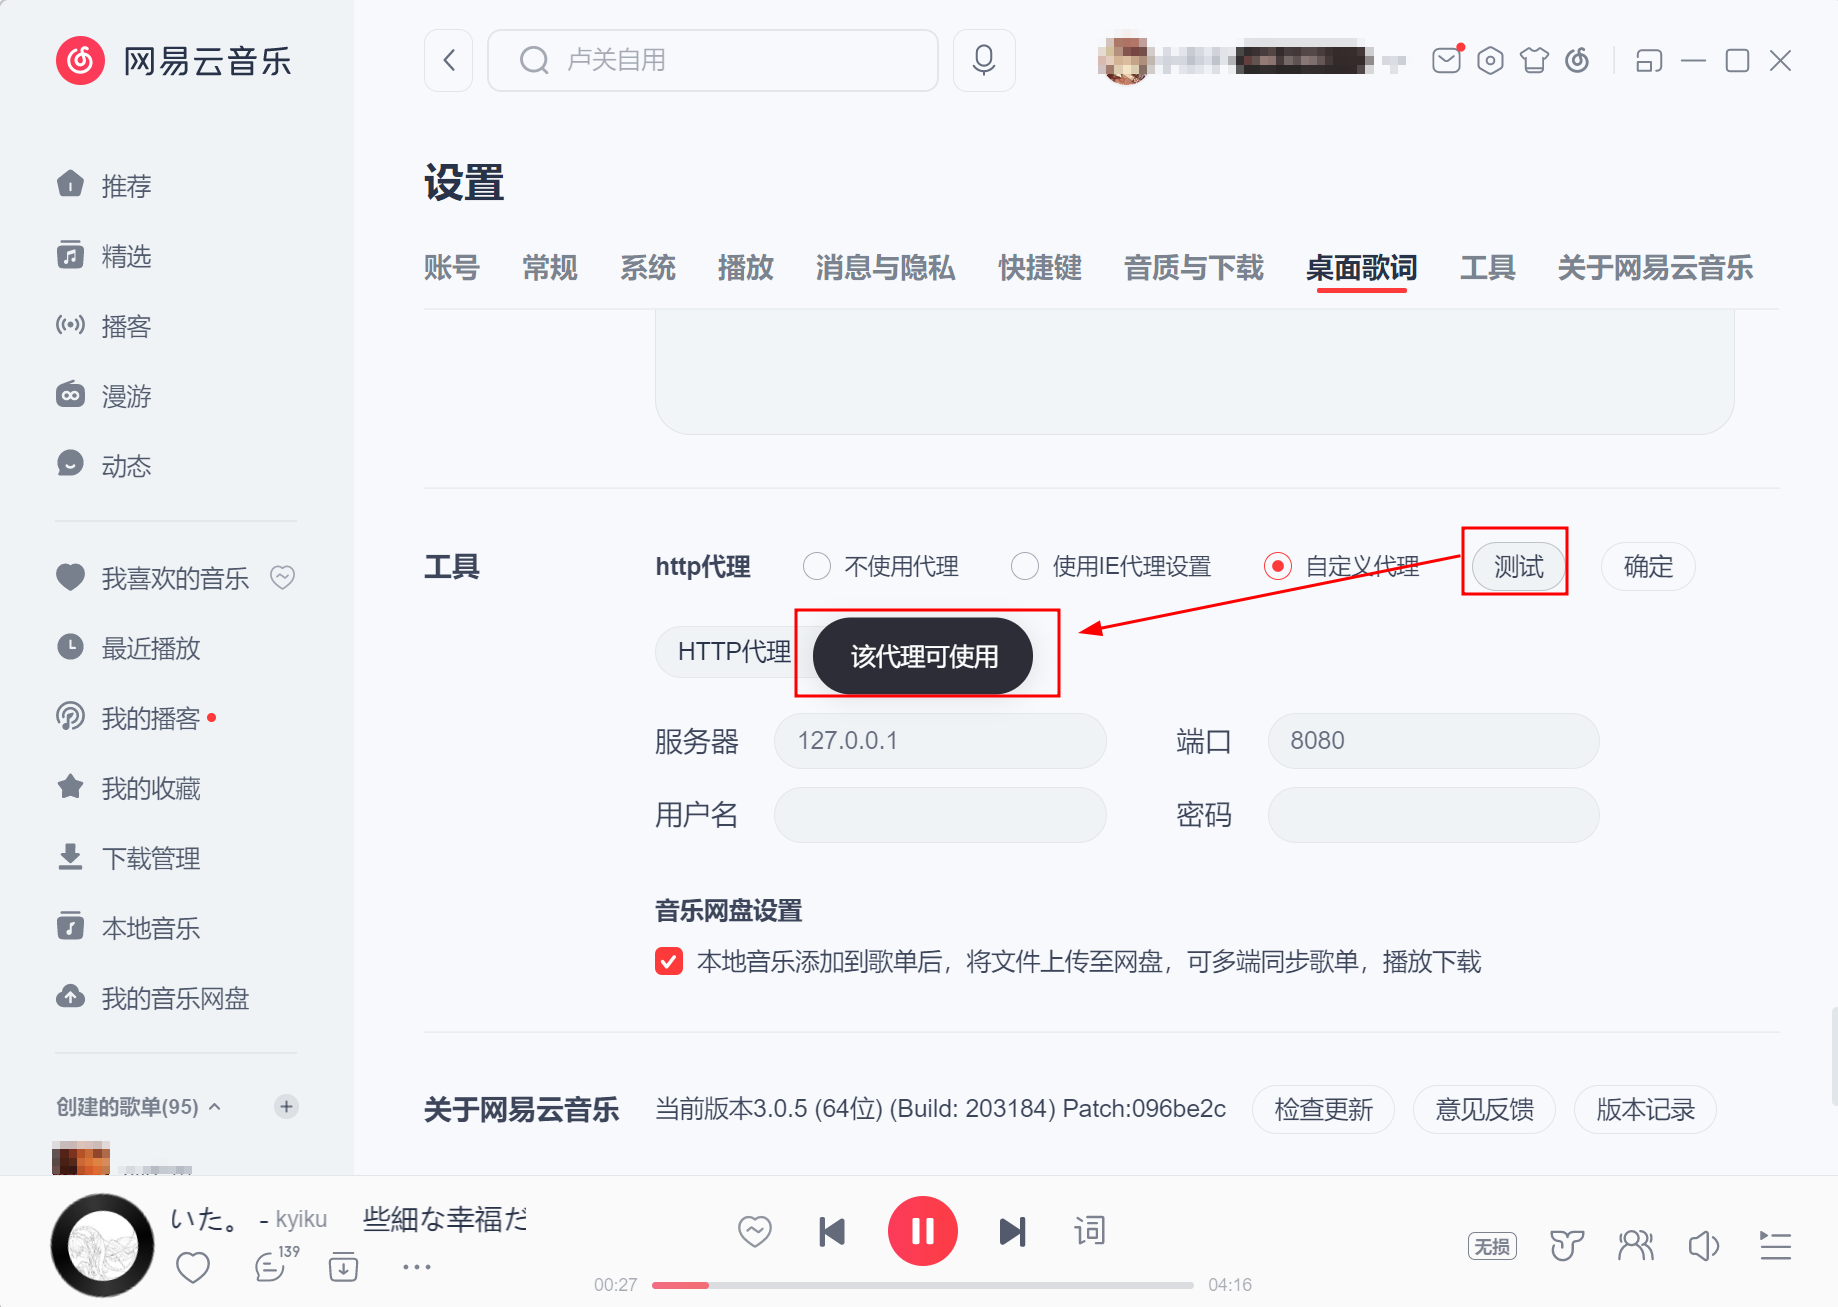 网易云音乐
卢关自用
推荐
精选
播客
漫游
动态
我喜欢的音乐
最近播放
我的播客
我的收藏
下载管理
本地音乐
我的音乐网盘
创建的歌单(95)
设置
账号 常规 系统 播放 消息与隐私 快捷键 音质与下载 桌面歌词 工具 关于网易云音乐
工具 http代理 不使用代理 使用IE代理设置 自定义代理 测试 确定
HTTP代理 该代理可使用
服务器 127.0.0.1 端口 8080
用户名 密码
音乐网盘设置
本地音乐添加到歌单后，将文件上传至网盘，可多端同步歌单，播放下载
关于网易云音乐 当前版本3.0.5 (64位) (Build: 203184) Patch:096be2c 检查更新 意见反馈 版本记录
いた。 - kyiku 些細な幸福だ
139
词
00:27 04:16
无损